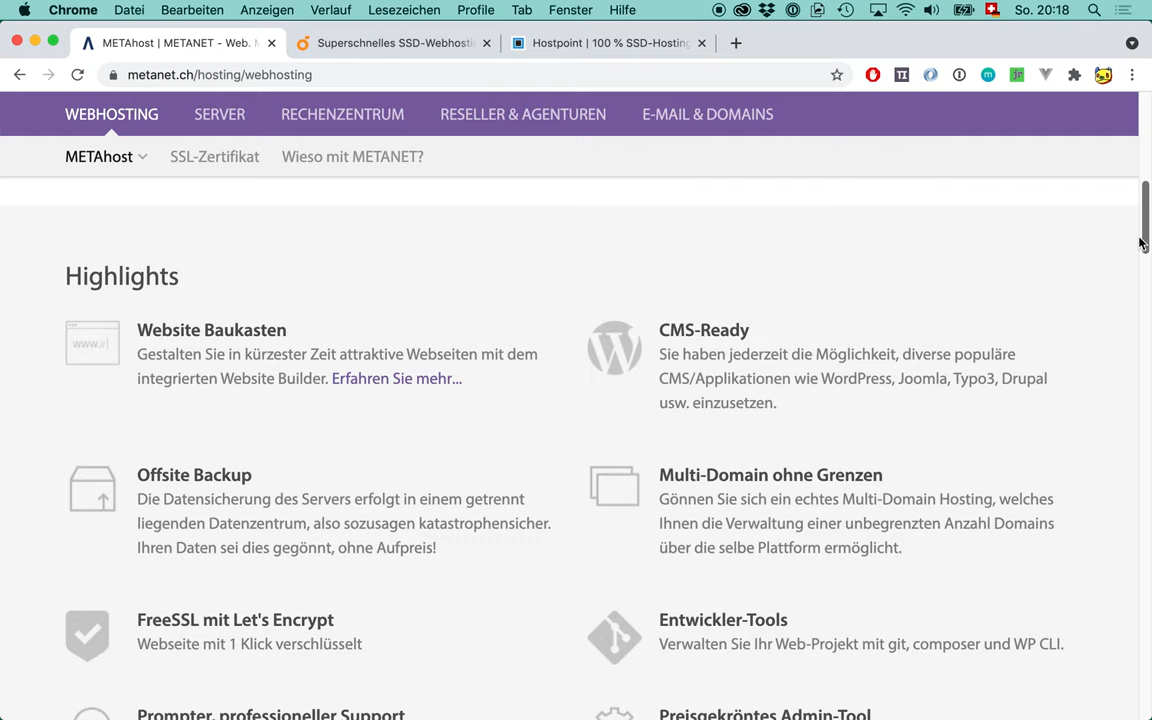 Chrome Datei Bearbeiten Anzeigen Verlauf Lesezeichen Profile Tab Fenster Hilfe So. 20:18
METAhost | METANET - Web. Superschnelles SSD-Webhosti Hostpoint | 100 % SSD-Hosting
metanet.ch/hosting/webhosting
WEBHOSTING SERVER RECHENZENTRUM RESELLER & AGENTUREN E-MAIL & DOMAINS
METAhost SSL-Zertifikat Wieso mit METANET?
Highlights
Website Baukasten
Gestalten Sie in kürzester Zeit attraktive Webseiten mit dem
integrierten Website Builder. Erfahren Sie mehr...
CMS-Ready
Sie haben jederzeit die Möglichkeit, diverse populäre
CMS/Applikationen wie WordPress, Joomla, Typo3, Drupal
usw. einzusetzen.
Offsite Backup
Die Datensicherung des Servers erfolgt in einem getrennt
liegenden Datenzentrum, also sozusagen katastrophensicher.
Ihren Daten sei dies gegönnt, ohne Aufpreis!
Multi-Domain ohne Grenzen
Gönnen Sie sich ein echtes Multi-Domain Hosting, welches
Ihnen die Verwaltung einer unbegrenzten Anzahl Domains
über die selbe Plattform ermöglicht.
FreeSSL mit Let's Encrypt
Webseite mit 1 Klick verschlüsselt
Entwickler-Tools
Verwalten Sie Ihr Web-Projekt mit git, composer und WP CLI.
Prompter, professioneller Support
Preisgekröntes Admin-Tool